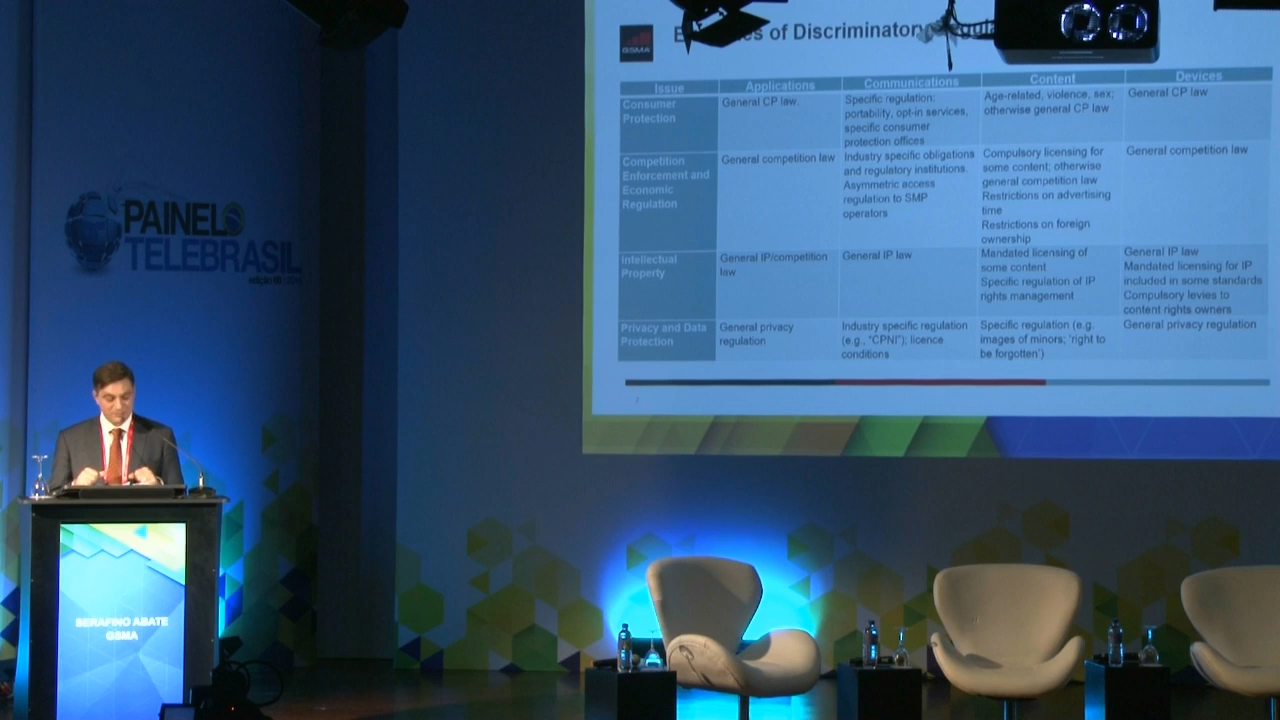 PAINEL
TELEBRASIL
edição 60
SERAFINO ABATE
GSMA
GSMA
of Discriminatory
Issue
Applications
Communications
Content
Devices
Consumer
Protection
General CP law.
Specific regulation:
portability, opt-in services,
specific consumer
protection offices
Age-related, violence, sex;
otherwise general CP law
General CP law
Competition
Enforcement and
Economic
Regulation
General competition law
Industry specific obligations
and regulatory institutions.
Asymmetric access
regulation to SMP
operators
Compulsory licensing for
some content; otherwise
general competition law
Restrictions on advertising
time
Restrictions on foreign
ownership
General competition law
Intellectual
Property
General IP/competition
law
General IP law
Mandated licensing of
some content
Specific regulation of IP
rights management
General IP law
Mandated licensing for IP
included in some standards
Compulsory levies to
content rights owners
Privacy and Data
Protection
General privacy
regulation
Industry specific regulation
(e.g., "CPNI"); licence
conditions
Specific regulation (e.g.
images of minors; 'right to
be forgotten')
General privacy regulation
7